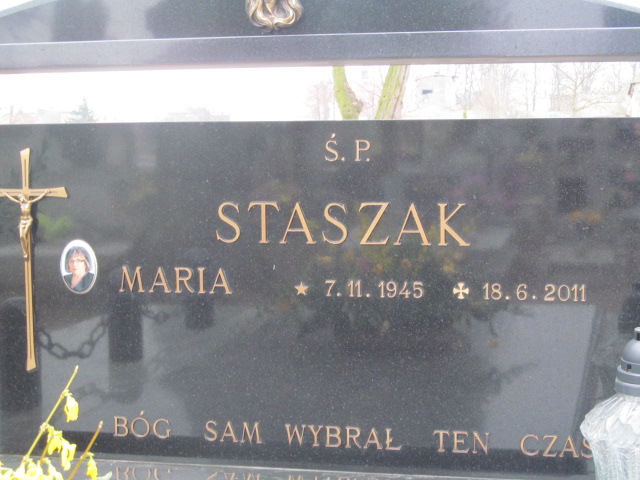 Ś. P.
STASZAK
MARIA ★ 7. 11. 1945 ✠ 18. 6. 2011
BÓG SAM WYBRAŁ TEN CZAS